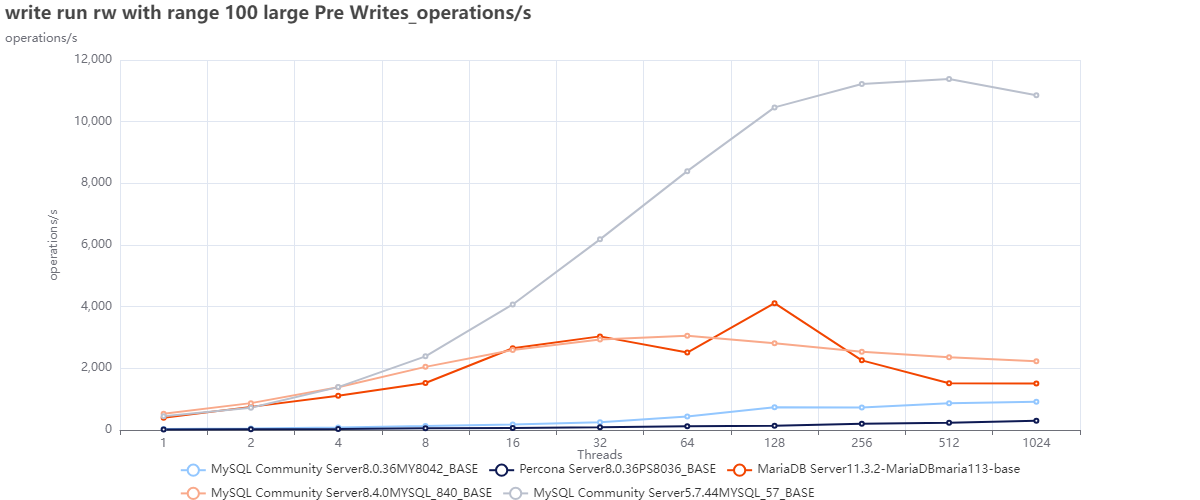 write run rw with range 100 large Pre Writes_operations/s
operations/s
12,000
10,000
8,000
6,000
4,000
2,000
0
operations/s
1 2 4 8 16 32 64 128 256 512 1024
Threads
MySQL Community Server8.0.36MY8042_BASE Percona Server8.0.36PS8036_BASE MariaDB Server11.3.2-MariaDBmaria113-base
MySQL Community Server8.4.0MYSQL_840_BASE MySQL Community Server5.7.44MYSQL_57_BASE